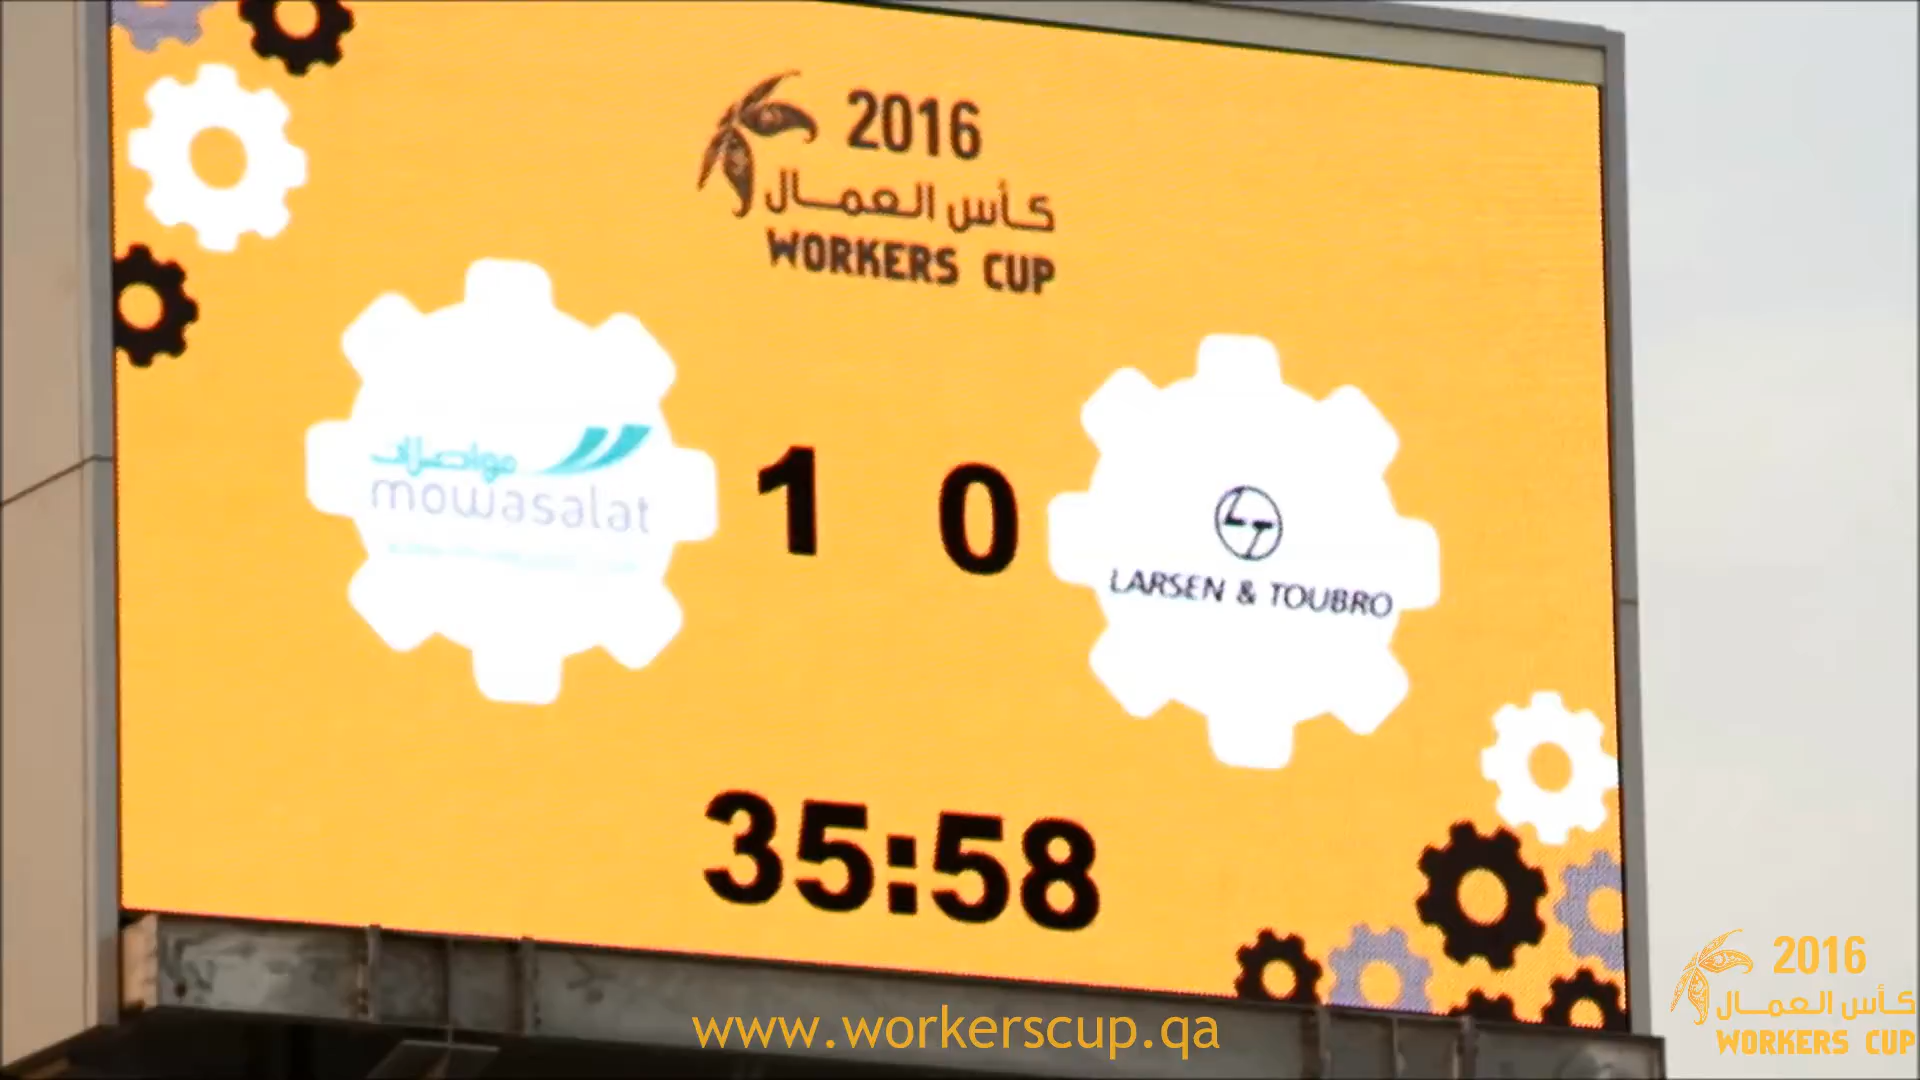 2016
كأس العمال
WORKERS CUP
مواصلات
mowasalat
1 0
LT
LARSEN & TOUBRO
35:58
www.workerscup.qa
2016
كأس العمال
WORKERS CUP